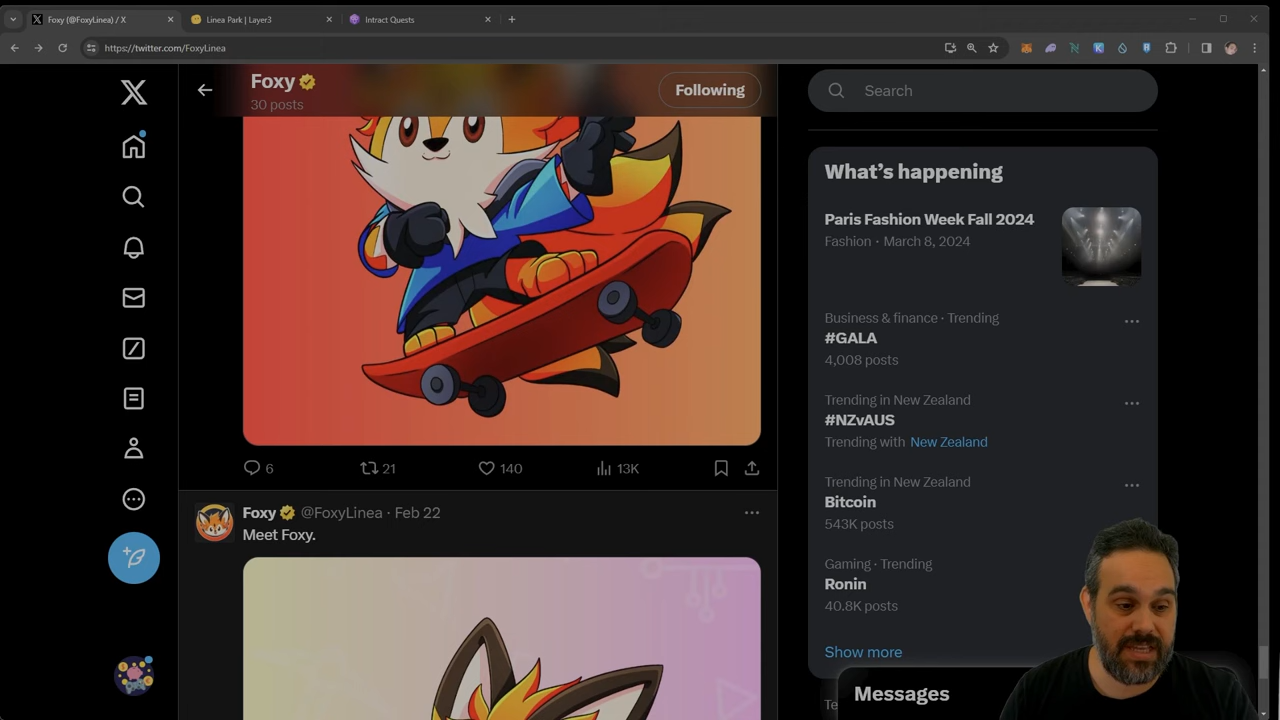 Foxy (@FoxyLinea) / X
Linea Park | Layer3
Intract Quests
https://twitter.com/FoxyLinea
Foxy
30 posts
Following
6
21
140
13K
Foxy @FoxyLinea · Feb 22
Meet Foxy.
Search
What's happening
Paris Fashion Week Fall 2024
Fashion · March 8, 2024
Business & finance · Trending
#GALA
4,008 posts
Trending in New Zealand
#NZvAUS
Trending with New Zealand
Trending in New Zealand
Bitcoin
543K posts
Gaming · Trending
Ronin
40.8K posts
Show more
Messages
Te